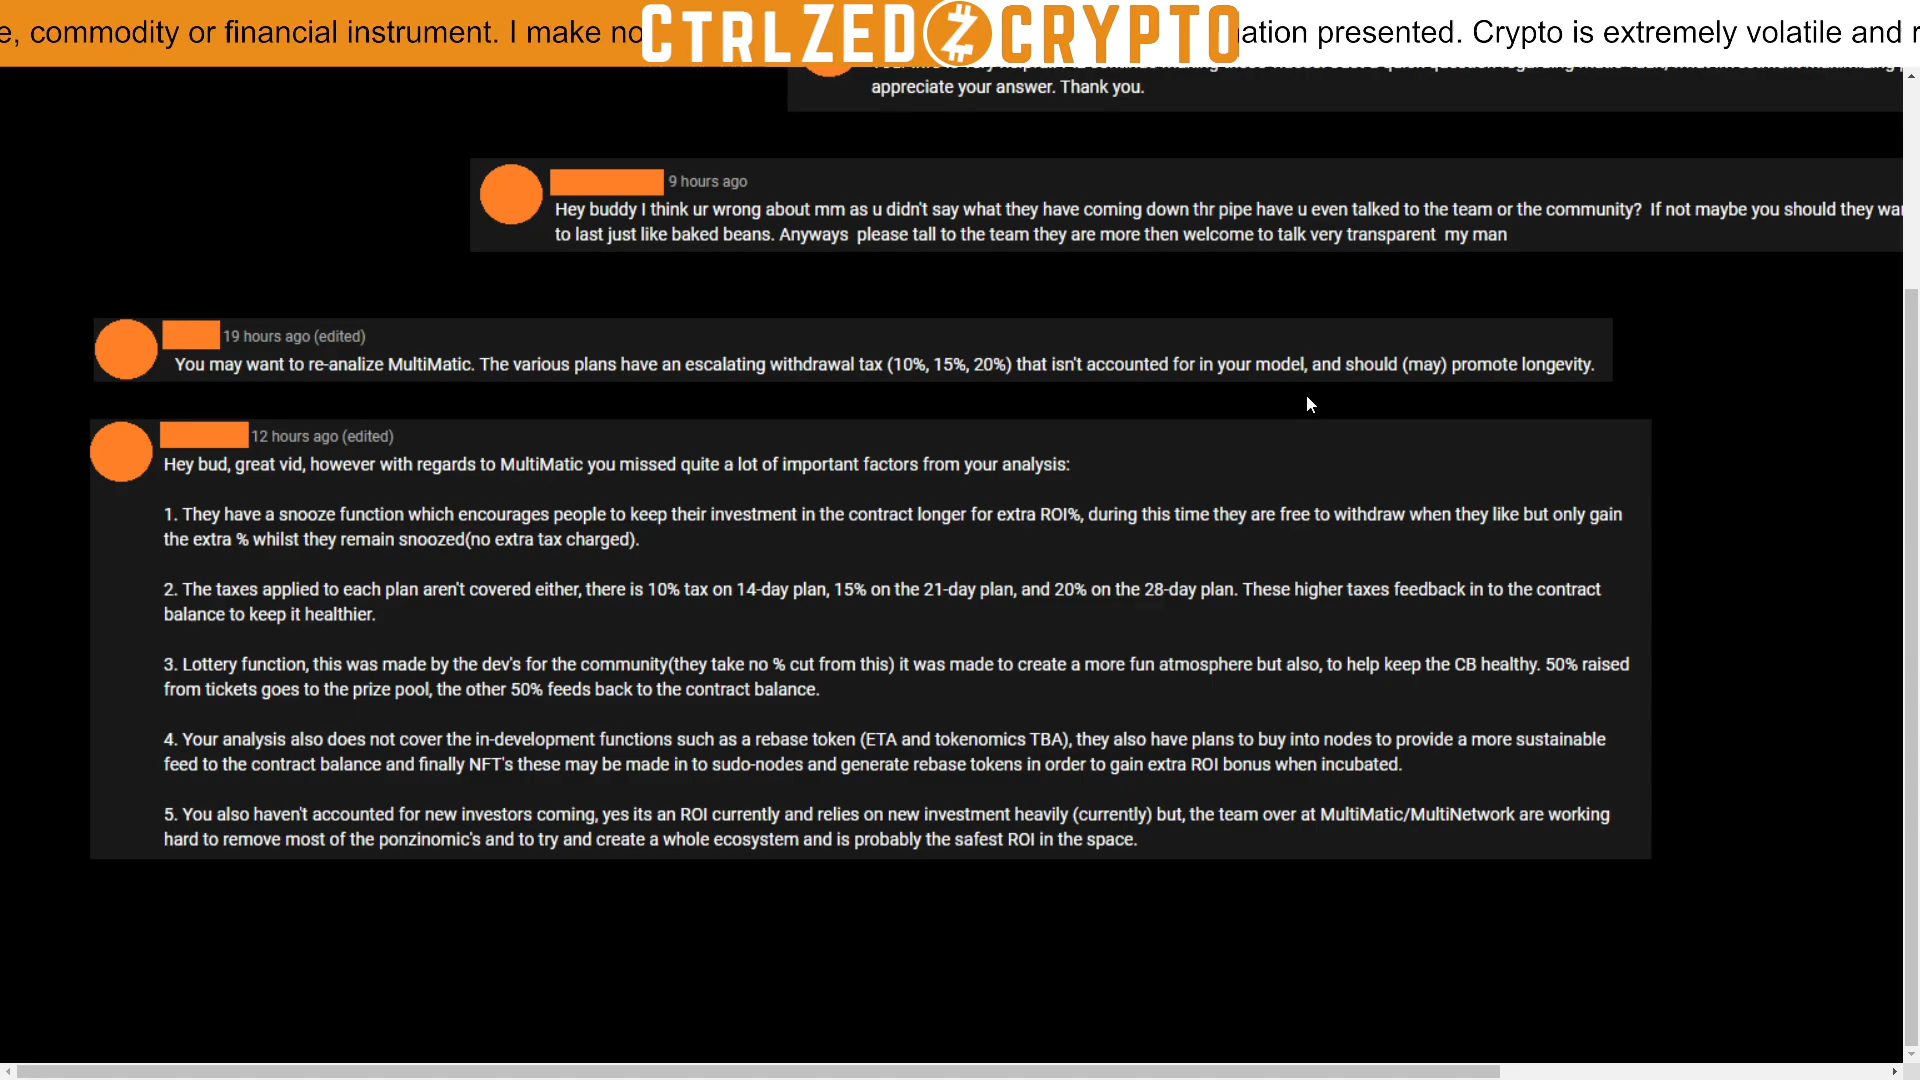 e, commodity or financial instrument. I make no
CTRLZEDCRYPTO
ation presented. Crypto is extremely volatile and r
appreciate your answer. Thank you.
9 hours ago
Hey buddy I think ur wrong about mm as u didn't say what they have coming down thr pipe have u even talked to the team or the community? If not maybe you should they wan
to last just like baked beans. Anyways please tall to the team they are more then welcome to talk very transparent my man
19 hours ago (edited)
You may want to re-analize MultiMatic. The various plans have an escalating withdrawal tax (10%, 15%, 20%) that isn't accounted for in your model, and should (may) promote longevity.
12 hours ago (edited)
Hey bud, great vid, however with regards to MultiMatic you missed quite a lot of important factors from your analysis:
1. They have a snooze function which encourages people to keep their investment in the contract longer for extra ROI%, during this time they are free to withdraw when they like but only gain
the extra % whilst they remain snoozed(no extra tax charged).
2. The taxes applied to each plan aren't covered either, there is 10% tax on 14-day plan, 15% on the 21-day plan, and 20% on the 28-day plan. These higher taxes feedback in to the contract
balance to keep it healthier.
3. Lottery function, this was made by the dev's for the community(they take no % cut from this) it was made to create a more fun atmosphere but also, to help keep the CB healthy. 50% raised
from tickets goes to the prize pool, the other 50% feeds back to the contract balance.
4. Your analysis also does not cover the in-development functions such as a rebase token (ETA and tokenomics TBA), they also have plans to buy into nodes to provide a more sustainable
feed to the contract balance and finally NFT's these may be made in to sudo-nodes and generate rebase tokens in order to gain extra ROI bonus when incubated.
5. You also haven't accounted for new investors coming, yes its an ROI currently and relies on new investment heavily (currently) but, the team over at MultiMatic/MultiNetwork are working
hard to remove most of the ponzinomic's and to try and create a whole ecosystem and is probably the safest ROI in the space.